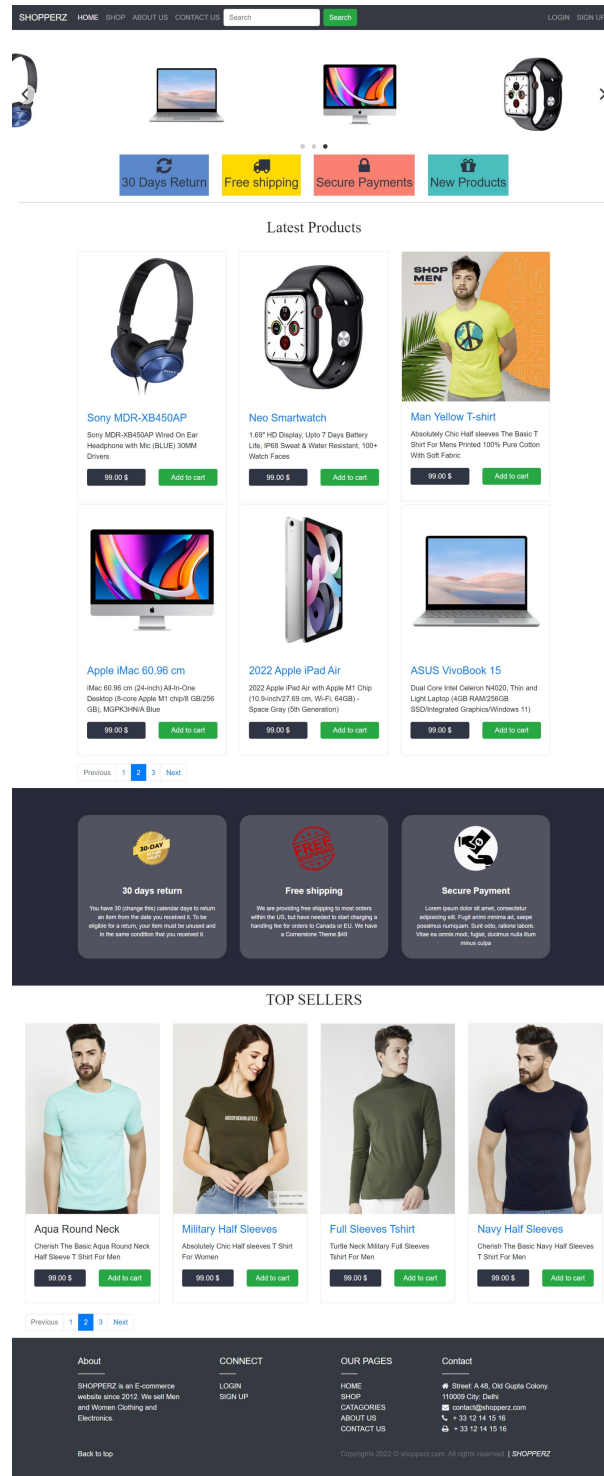 SHOPPERZ HOME SHOP ABOUT US CONTACT US Search Search LOGIN SIGN UP
30 Days Return Free shipping Secure Payments New Products
Latest Products
SHOP
MEN
SPRING
Sony MDR-XB450AP
Sony MDR-XB450AP Wired On Ear
Headphone with Mic (BLUE) 30MM
Drivers
99.00 $ Add to cart
Neo Smartwatch
1.69" HD Display, Upto 7 Days Battery
Life, IP68 Sweat & Water Resistant, 100+
Watch Faces
99.00 $ Add to cart
Man Yellow T-shirt
Absolutely Chic Half sleeves The Basic T
Shirt For Mens Printed 100% Pure Cotton
With Soft Fabric
99.00 $ Add to cart
Apple iMac 60.96 cm
iMac 60.96 cm (24-inch) All-In-One
Desktop (8-core Apple M1 chip/8 GB/256
GB), MGPK3HN/A Blue
99.00 $ Add to cart
2022 Apple iPad Air
2022 Apple iPad Air with Apple M1 Chip
(10.9-inch/27.69 cm, Wi-Fi, 64GB) -
Space Gray (5th Generation)
99.00 $ Add to cart
ASUS VivoBook 15
Dual Core Intel Celeron N4020, Thin and
Light Laptop (4GB RAM/256GB
SSD/Integrated Graphics/Windows 11)
99.00 $ Add to cart
Previous 1 2 3 Next
30-DAY
30 days return
You have 30 (change this) calendar days to return
an item from the date you received it. To be
eligible for a return, your item must be unused and
in the same condition that you received it.
FREE
SHIPPING
Free shipping
We are providing free shipping to most orders
within the US, but have needed to start charging a
handling fee for orders to Canada or EU. We have
a Cornerstone Theme.$49
Secure Payment
Lorem ipsum dolor sit amet, consectetur
adipisicing elit. Fugit animi minima ad, saepe
possimus numquam. Sunt odio, ratione labore.
Vitae ea omnis modi, fugiat, ducimus nulla illum
minus culpa
TOP SELLERS
ABSOFUCKINGLUTELY
Aqua Round Neck
Cherish The Basic Aqua Round Neck
Half Sleeve T Shirt For Men
99.00 $ Add to cart
Military Half Sleeves
Absolutely Chic Half sleeves T Shirt
For Women
99.00 $ Add to cart
Full Sleeves Tshirt
Turtle Neck Military Full Sleeves
Tshirt For Men
99.00 $ Add to cart
Navy Half Sleeves
Cherish The Basic Navy Half Sleeves
T Shirt For Men
99.00 $ Add to cart
Previous 1 2 3 Next
About
SHOPPERZ is an E-commerce
website since 2012. We sell Men
and Women Clothing and
Electronics.
Back to top
CONNECT
LOGIN
SIGN UP
OUR PAGES
HOME
SHOP
CATAGORIES
ABOUT US
CONTACT US
Contact
Street: A 48, Old Gupta Colony.
110009 City: Delhi
contact@shopperz.com
+ 33 12 14 15 16
+ 33 12 14 15 16
Copyrights 2022 © shopperz.com. All rights reserved. | SHOPPERZ